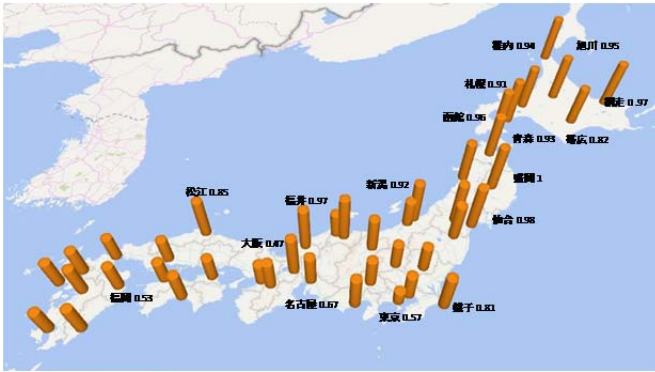 稚内 0.94
旭川 0.95
札幌 0.91
網走 0.97
函館 0.96
青森 0.93
帯広 0.82
盛岡 1
松江 0.85
福井 0.97
新潟 0.92
仙台 0.98
大阪 0.47
福岡 0.53
名古屋 0.67
東京 0.57
銚子 0.81